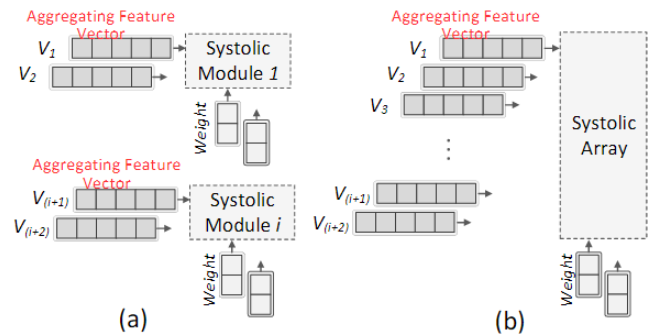 Aggregating Feature
Vector
V1
V2
Systolic
Module 1
Weight
Aggregating Feature
Vector
V(i+1)
V(i+2)
Systolic
Module i
Weight
(a)
Aggregating Feature
Vector
V1
V2
V3
⋮
V(i+1)
V(i+2)
Systolic
Array
Weight
(b)